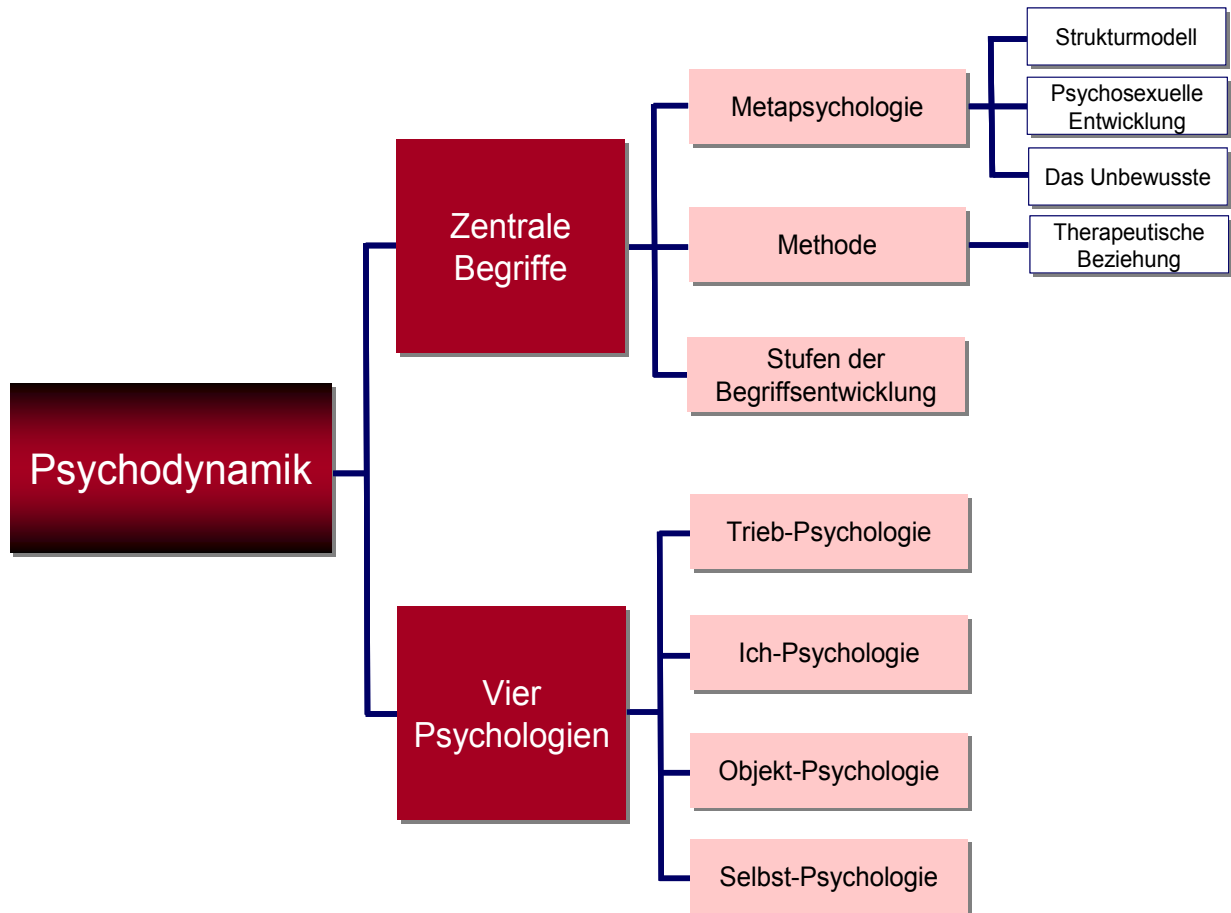 Psychodynamik
Zentrale
Begriffe
Metapsychologie
Strukturmodell
Psychosexuelle
Entwicklung
Das Unbewusste
Methode
Therapeutische
Beziehung
Stufen der
Begriffsentwicklung
Vier
Psychologien
Trieb-Psychologie
Ich-Psychologie
Objekt-Psychologie
Selbst-Psychologie